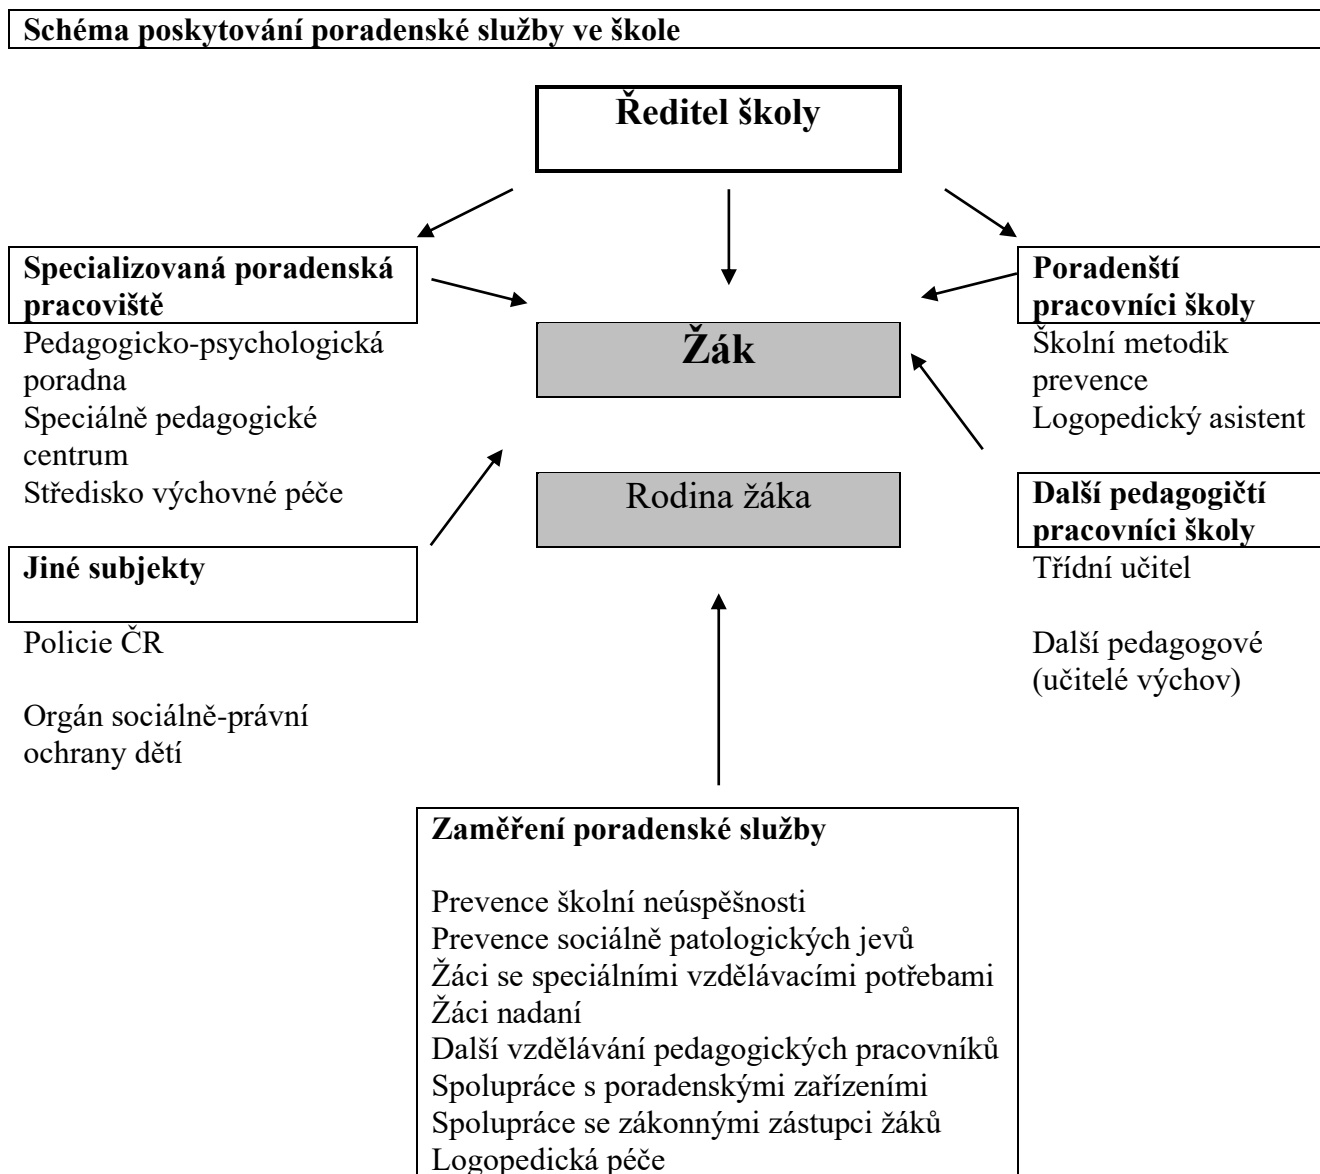 Schéma poskytování poradenské služby ve škole
Ředitel školy
Specializovaná poradenská
pracoviště
Pedagogicko-psychologická
poradna
Speciálně pedagogické
centrum
Středisko výchovné péče
Žák
Rodina žáka
Poradenští
pracovníci školy
Školní metodik
prevence
Logopedický asistent
Další pedagogičtí
pracovníci školy
Třídní učitel
Další pedagogové
(učitelé výchov)
Jiné subjekty
Policie ČR
Orgán sociálně-právní
ochrany dětí
Zaměření poradenské služby
Prevence školní neúspěšnosti
Prevence sociálně patologických jevů
Žáci se speciálními vzdělávacími potřebami
Žáci nadaní
Další vzdělávání pedagogických pracovníků
Spolupráce s poradenskými zařízeními
Spolupráce se zákonnými zástupci žáků
Logopedická péče